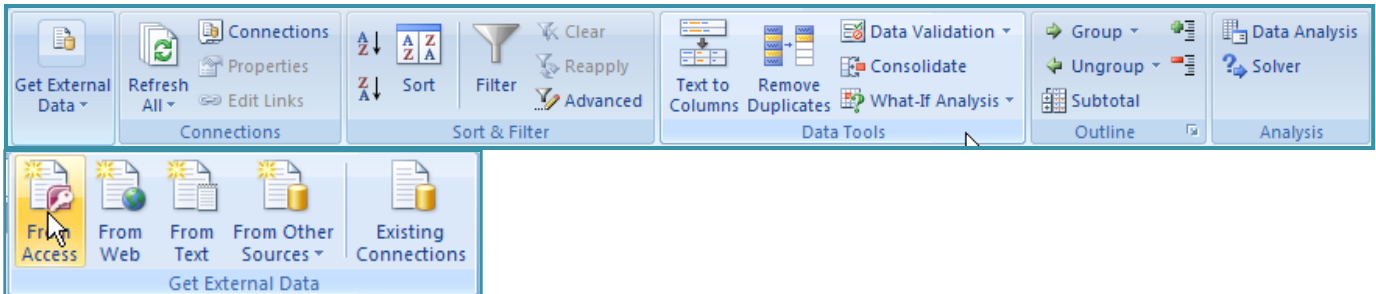 Get External
Data
Refresh
All
Connections
Properties
Edit Links
Connections
A
Z
Z
A
A Z
Z A
Sort
Filter
Clear
Reapply
Advanced
Sort & Filter
Text to
Columns
Remove
Duplicates
Data Validation
Consolidate
What-If Analysis
Data Tools
Group
Ungroup
Subtotal
Outline
Data Analysis
Solver
Analysis
From
Access
From
Web
From
Text
From Other
Sources
Existing
Connections
Get External Data